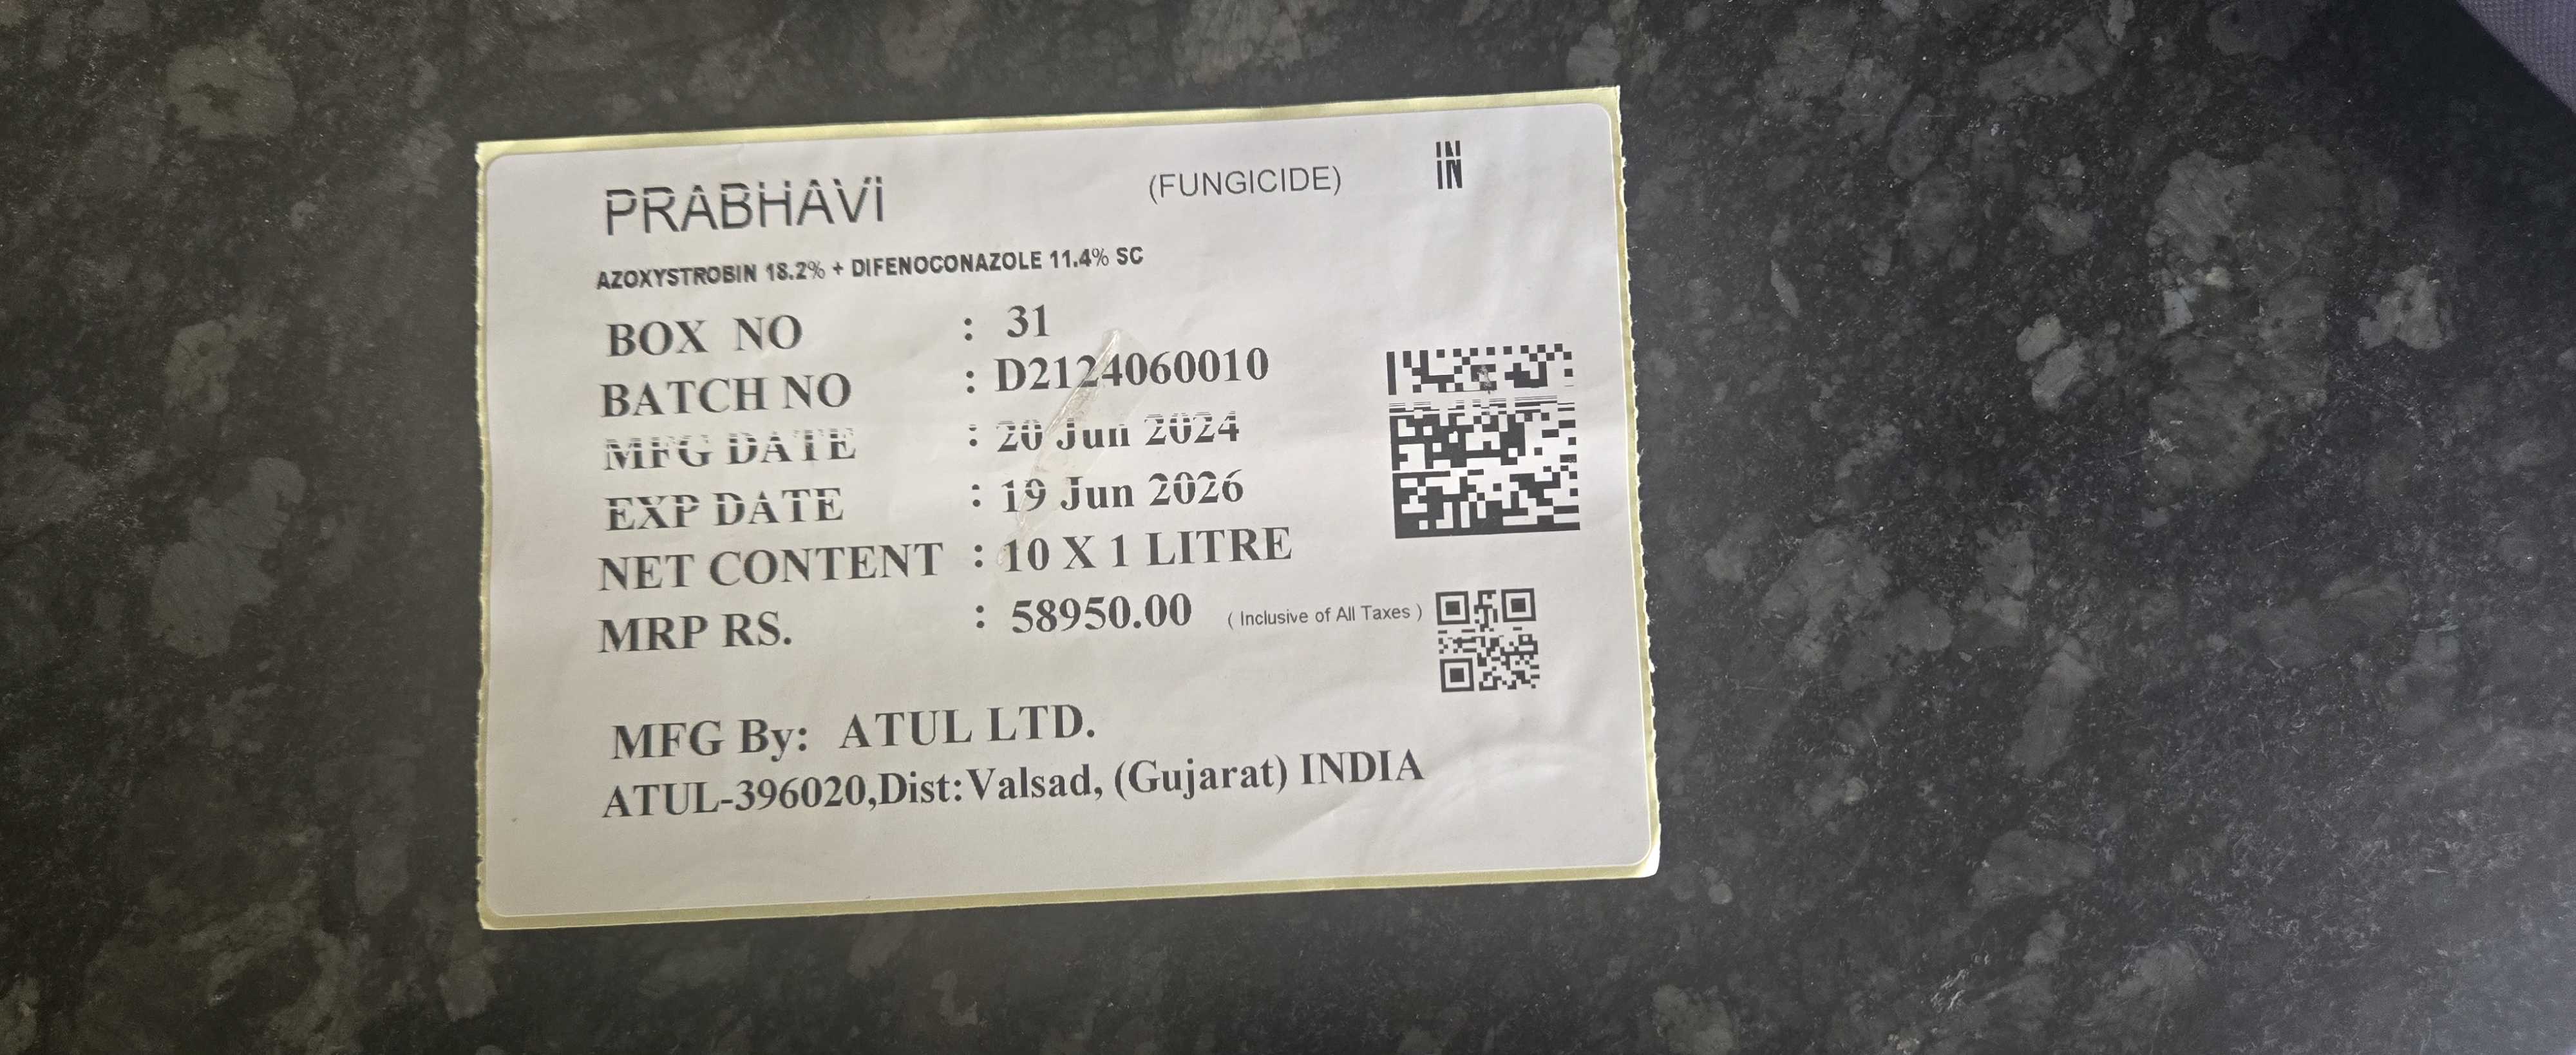 PRABHAVI (FUNGICIDE) IN
AZOXYSTROBIN 18.2% + DIFENOCONAZOLE 11.4% SC
BOX NO : 31
BATCH NO : D2124060010
MFG DATE : 20 Jun 2024
EXP DATE : 19 Jun 2026
NET CONTENT : 10 X 1 LITRE
MRP RS. : 58950.00 ( Inclusive of All Taxes )
MFG By: ATUL LTD.
ATUL-396020,Dist:Valsad, (Gujarat) INDIA